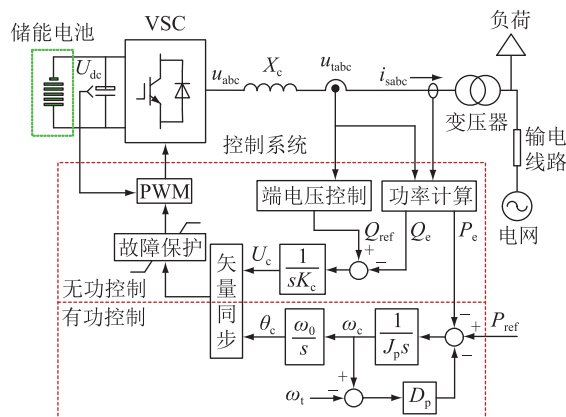 储能电池
VSC
负荷
U_dc
u_abc
X_c
u_tabc
i_sabc
变压器
输电线路
控制系统
PWM
端电压控制
功率计算
电网
故障保护
Q_ref
Q_e
P_e
U_c
1/(sK_c)
+
−
矢量同步
无功控制
有功控制
θ_c
ω_0/s
ω_c
1/(J_p s)
−
+
P_ref
−
+
ω_t
−
D_p